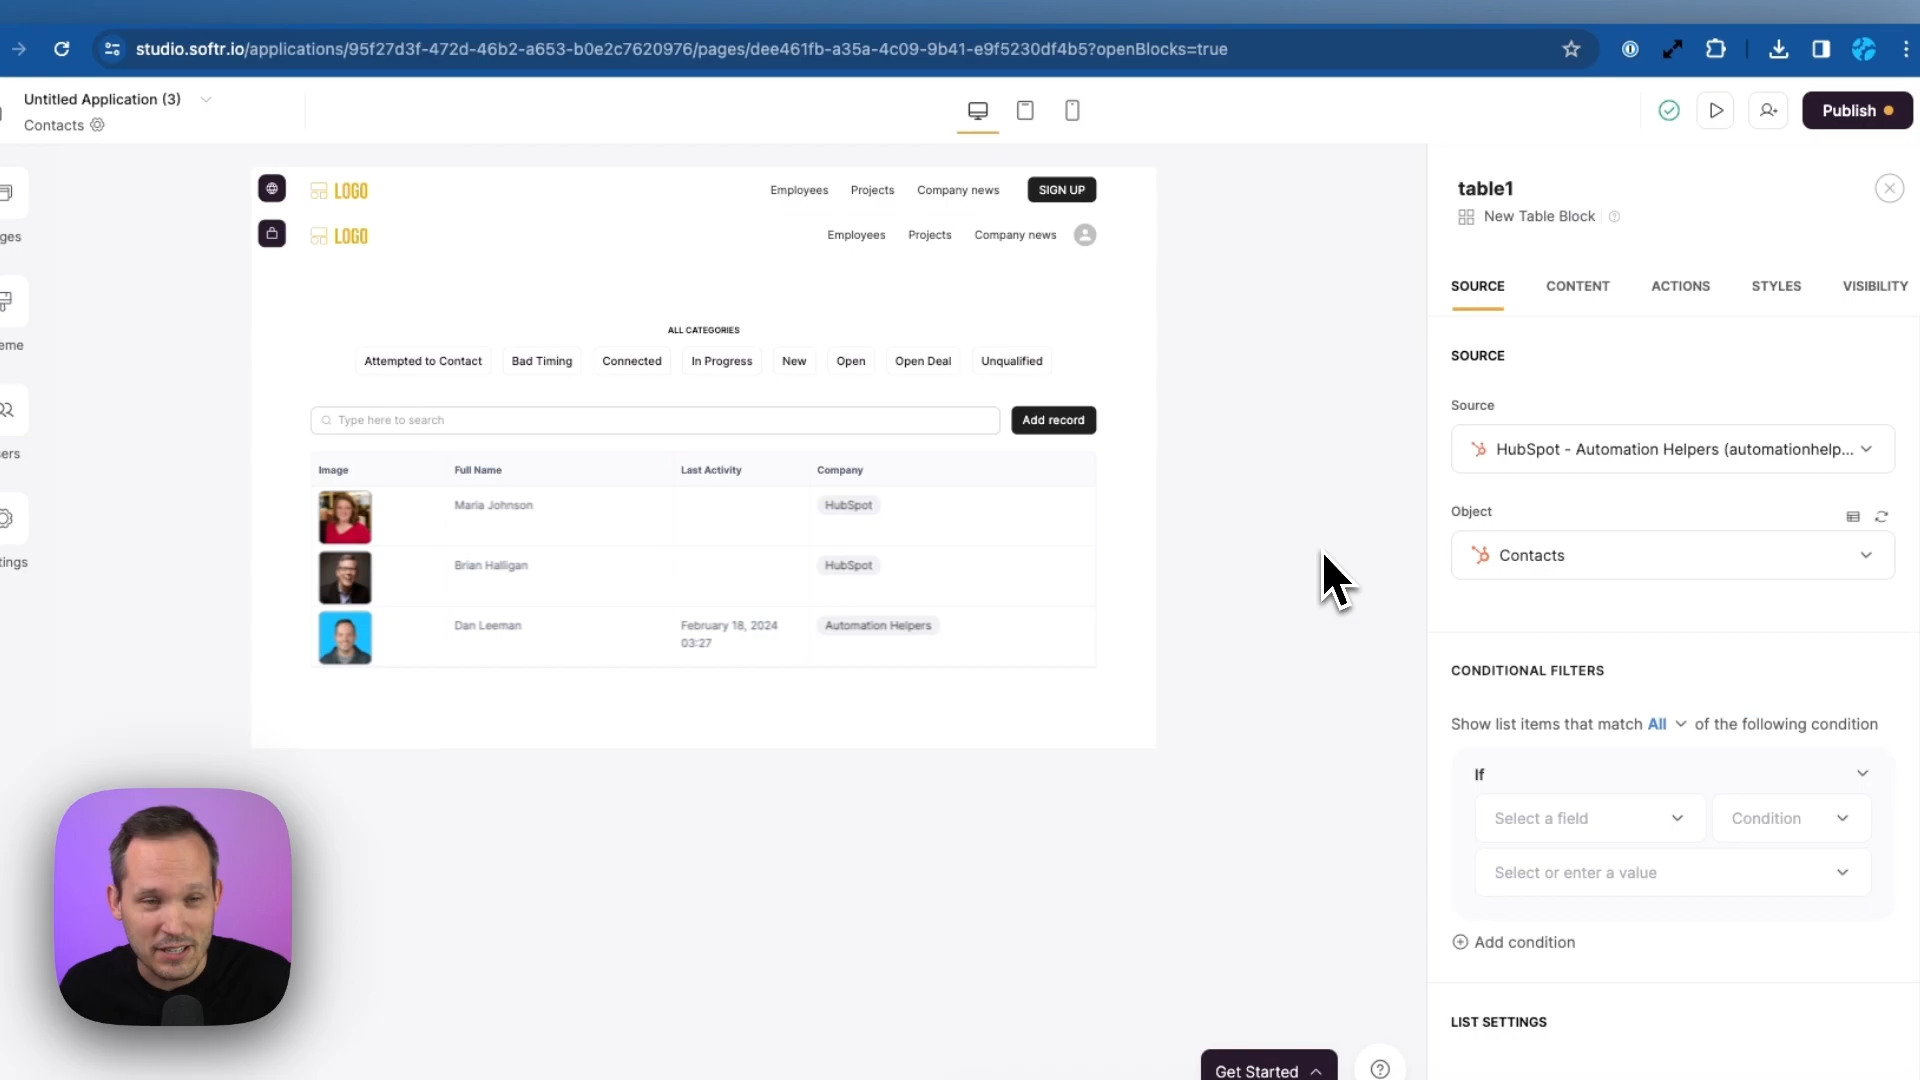 studio.softr.io/applications/95f27d3f-472d-46b2-a653-b0e2c7620976/pages/dee461fb-a35a-4c09-9b41-e9f5230df4b5?openBlocks=true
Untitled Application (3)
Contacts
Publish
ges
eme
ers
tings
LOGO
Employees Projects Company news SIGN UP
LOGO
Employees Projects Company news
ALL CATEGORIES
Attempted to Contact Bad Timing Connected In Progress New Open Open Deal Unqualified
Type here to search Add record
Image Full Name Last Activity Company
Maria Johnson HubSpot
Brian Halligan HubSpot
Dan Leeman February 18, 2024 Automation Helpers
03:27
Get Started
table1
New Table Block
SOURCE CONTENT ACTIONS STYLES VISIBILITY
SOURCE
Source
HubSpot - Automation Helpers (automationhelp...
Object
Contacts
CONDITIONAL FILTERS
Show list items that match All of the following condition
If
Select a field Condition
Select or enter a value
Add condition
LIST SETTINGS